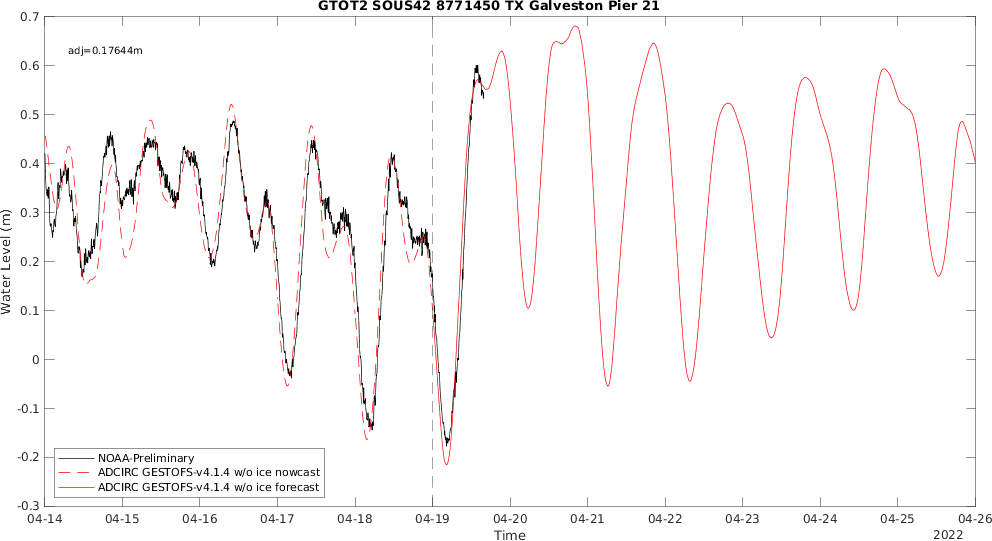 GTOT2 SOUS42 8771450 TX Galveston Pier 21
0.7
adj=0.17644m
0.6
0.5
0.4
0.3
0.2
0.1
0
-0.1
-0.2
-0.3
Water Level (m)
NOAA-Preliminary
ADCIRC GESTOFS-v4.1.4 w/o ice nowcast
ADCIRC GESTOFS-v4.1.4 w/o ice forecast
04-14 04-15 04-16 04-17 04-18 04-19 04-20 04-21 04-22 04-23 04-24 04-25 04-26
Time
2022